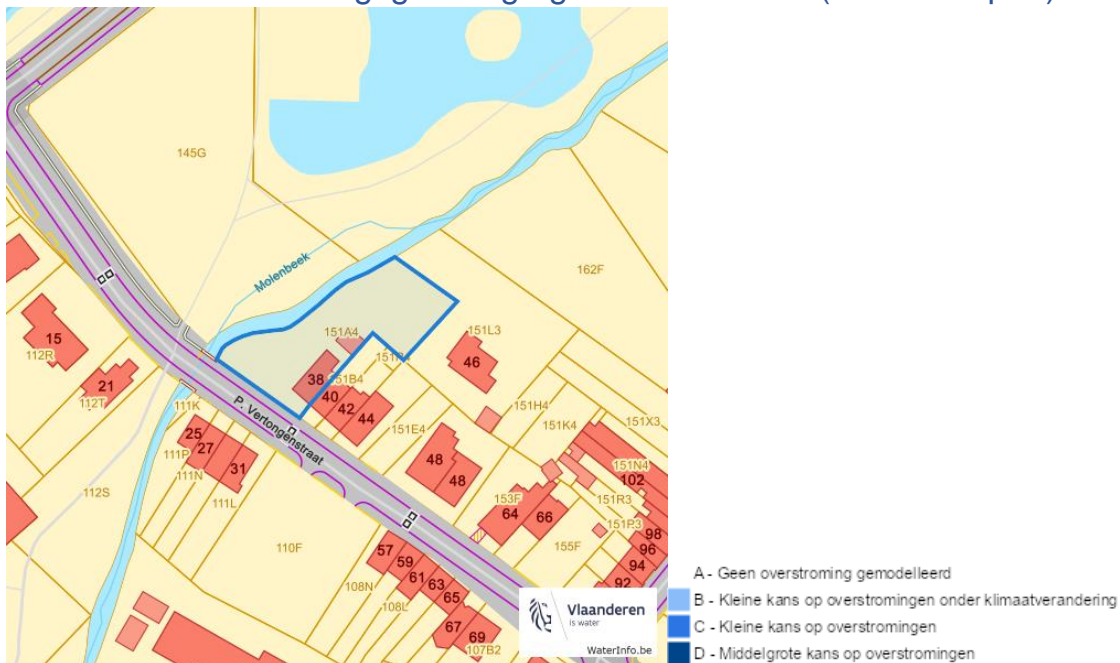 145G
162F
Molenbeek
151A4
151L3
15
112R
46
38
151B4
21
40
112T
42
111K
44
151H4
P. Vertongenstraat
151E4
151K4
151X3
25
27
111P
31
48
111N
48
151N4
102
112S
111L
153F
151R3
64
66
151P3
98
110F
155F
96
57
94
59
92
108N
61
63
65
108L
67
69
107B2
Vlaanderen
is water
WaterInfo.be
A - Geen overstroming gemodelleerd
B - Kleine kans op overstromingen onder klimaatverandering
C - Kleine kans op overstromingen
D - Middelgrote kans op overstromingen